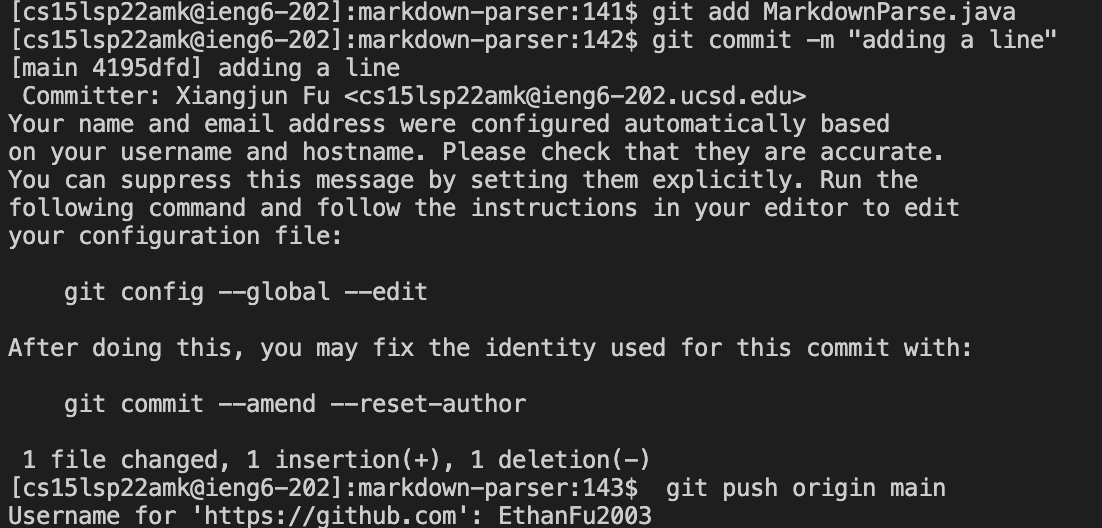 [cs15lsp22amk@ieng6-202]:markdown-parser:141$ git add MarkdownParse.java
[cs15lsp22amk@ieng6-202]:markdown-parser:142$ git commit -m "adding a line"
[main 4195dfd] adding a line
 Committer: Xiangjun Fu <cs15lsp22amk@ieng6-202.ucsd.edu>
Your name and email address were configured automatically based
on your username and hostname. Please check that they are accurate.
You can suppress this message by setting them explicitly. Run the
following command and follow the instructions in your editor to edit
your configuration file:

    git config --global --edit

After doing this, you may fix the identity used for this commit with:

    git commit --amend --reset-author

 1 file changed, 1 insertion(+), 1 deletion(-)
[cs15lsp22amk@ieng6-202]:markdown-parser:143$  git push origin main
Username for 'https://github.com': EthanFu2003